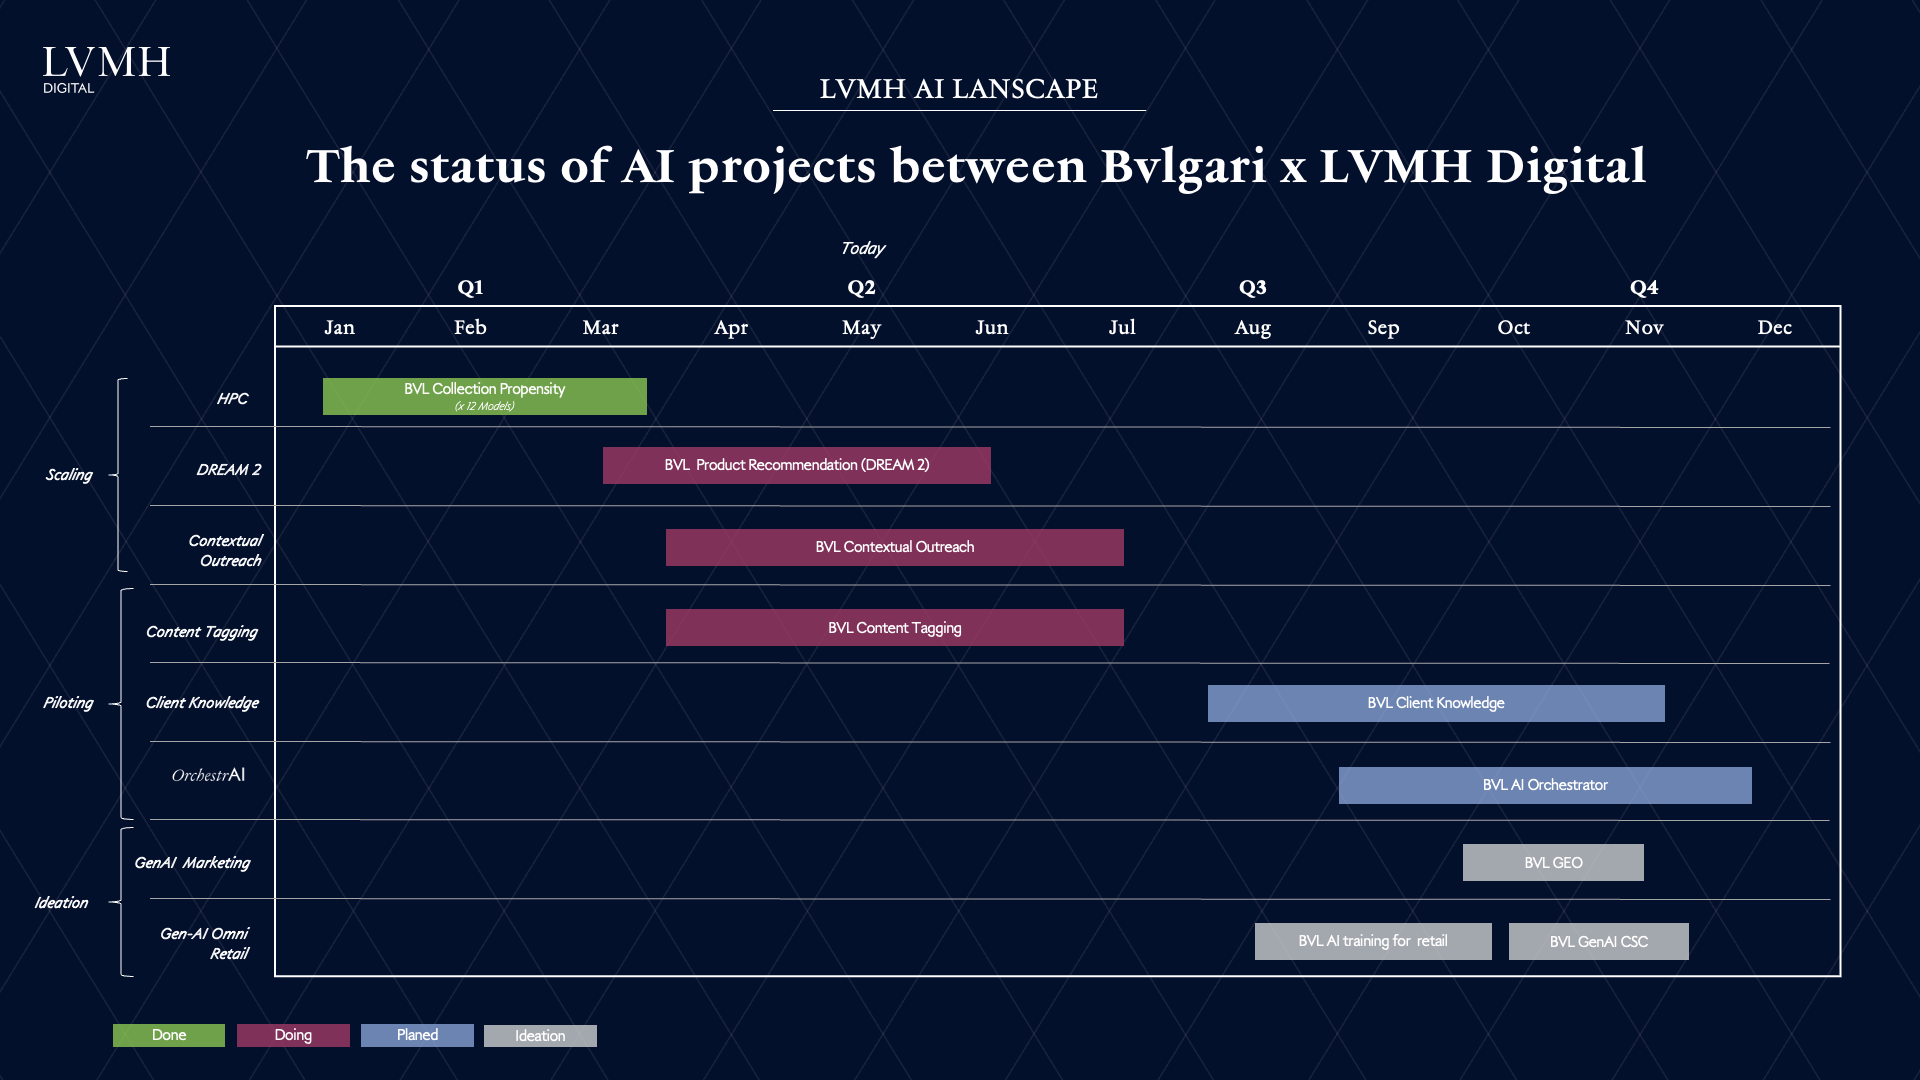 LVMH
DIGITAL
LVMH AI LANSCAPE
The status of AI projects between Bvlgari x LVMH Digital
Today
Q1 Q2 Q3 Q4
Jan Feb Mar Apr May Jun Jul Aug Sep Oct Nov Dec
Scaling
HPC
BVL Collection Propensity
(x 12 Models)
DREAM 2
BVL Product Recommendation (DREAM 2)
Contextual
Outreach
BVL Contextual Outreach
Piloting
Content Tagging
BVL Content Tagging
Client Knowledge
BVL Client Knowledge
OrchestrAI
BVL AI Orchestrator
Ideation
GenAI Marketing
BVL GEO
Gen-AI Omni
Retail
BVL AI training for retail
BVL GenAI CSC
Done
Doing
Planed
Ideation